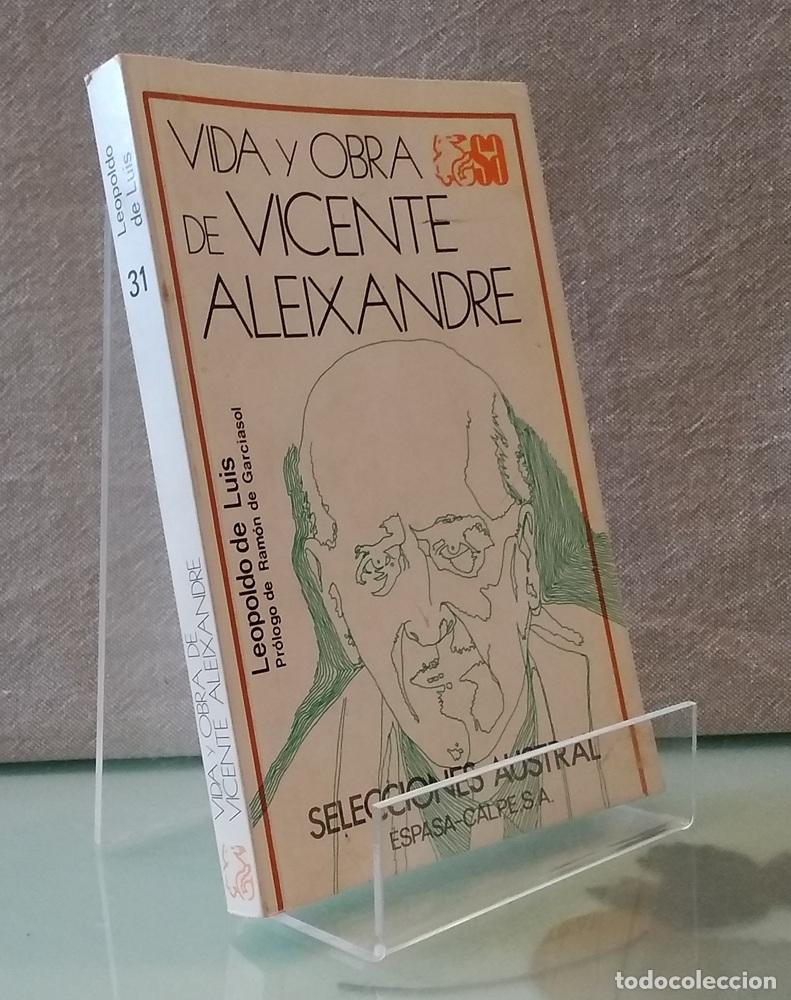 VIDA Y OBRA
DE VICENTE
ALEIXANDRE
Leopoldo de Luis
Prólogo de Ramón de Garciasol
SELECCIONES AUSTRAL
ESPASA-CALPE, S.A.
Leopoldo
de Luis
31
VIDA Y OBRA DE
VICENTE ALEIXANDRE
todocoleccion